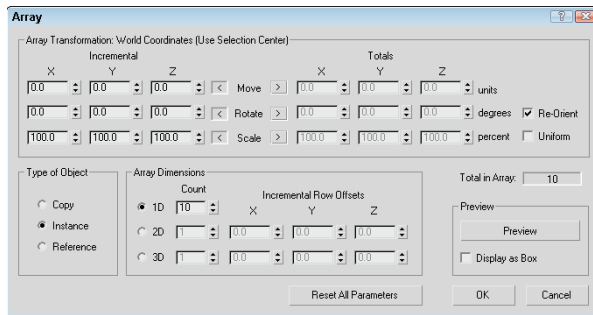 Array
Array Transformation: World Coordinates (Use Selection Center)
Incremental Totals
X Y Z X Y Z
0.0 0.0 0.0 < Move > 0.0 0.0 0.0 units
0.0 0.0 0.0 < Rotate > 0.0 0.0 0.0 degrees Re-Orient
100.0 100.0 100.0 < Scale > 100.0 100.0 100.0 percent Uniform
Type of Object
Copy
Instance
Reference
Array Dimensions
Count Incremental Row Offsets
1D 10 X Y Z
2D 1 0.0 0.0 0.0
3D 1 0.0 0.0 0.0
Total in Array: 10
Preview
Preview
Display as Box
Reset All Parameters OK Cancel